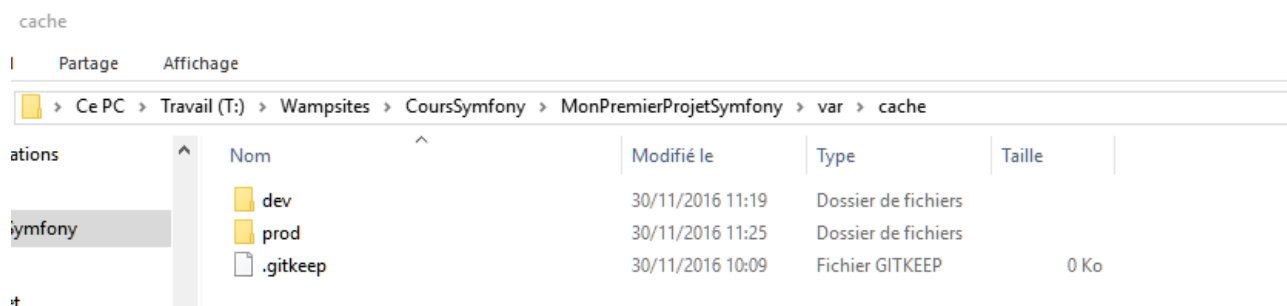 cache
Partage Affichage
Ce PC > Travail (T:) > Wampsites > CoursSymfony > MonPremierProjetSymfony > var > cache
ations Nom Modifié le Type Taille
dev 30/11/2016 11:19 Dossier de fichiers
ymfony prod 30/11/2016 11:25 Dossier de fichiers
.gitkeep 30/11/2016 10:09 Fichier GITKEEP 0 Ko
et